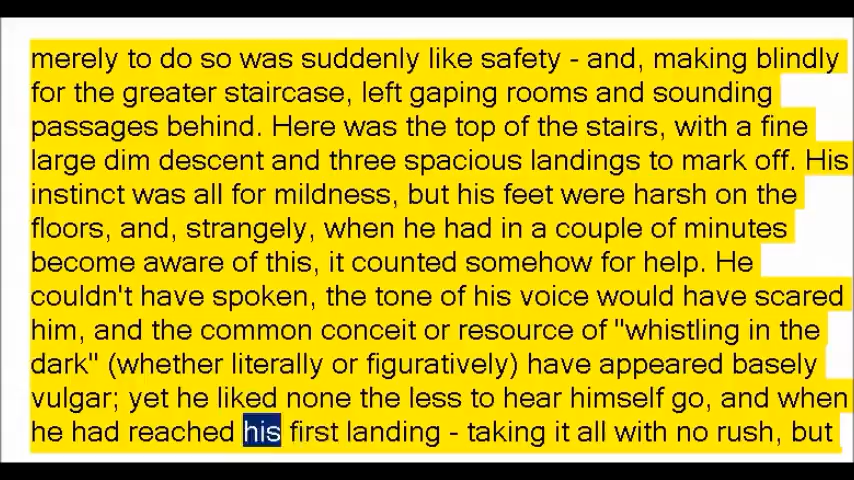 merely to do so was suddenly like safety - and, making blindly
for the greater staircase, left gaping rooms and sounding
passages behind. Here was the top of the stairs, with a fine
large dim descent and three spacious landings to mark off. His
instinct was all for mildness, but his feet were harsh on the
floors, and, strangely, when he had in a couple of minutes
become aware of this, it counted somehow for help. He
couldn't have spoken, the tone of his voice would have scared
him, and the common conceit or resource of "whistling in the
dark" (whether literally or figuratively) have appeared basely
vulgar; yet he liked none the less to hear himself go, and when
he had reached his first landing - taking it all with no rush, but